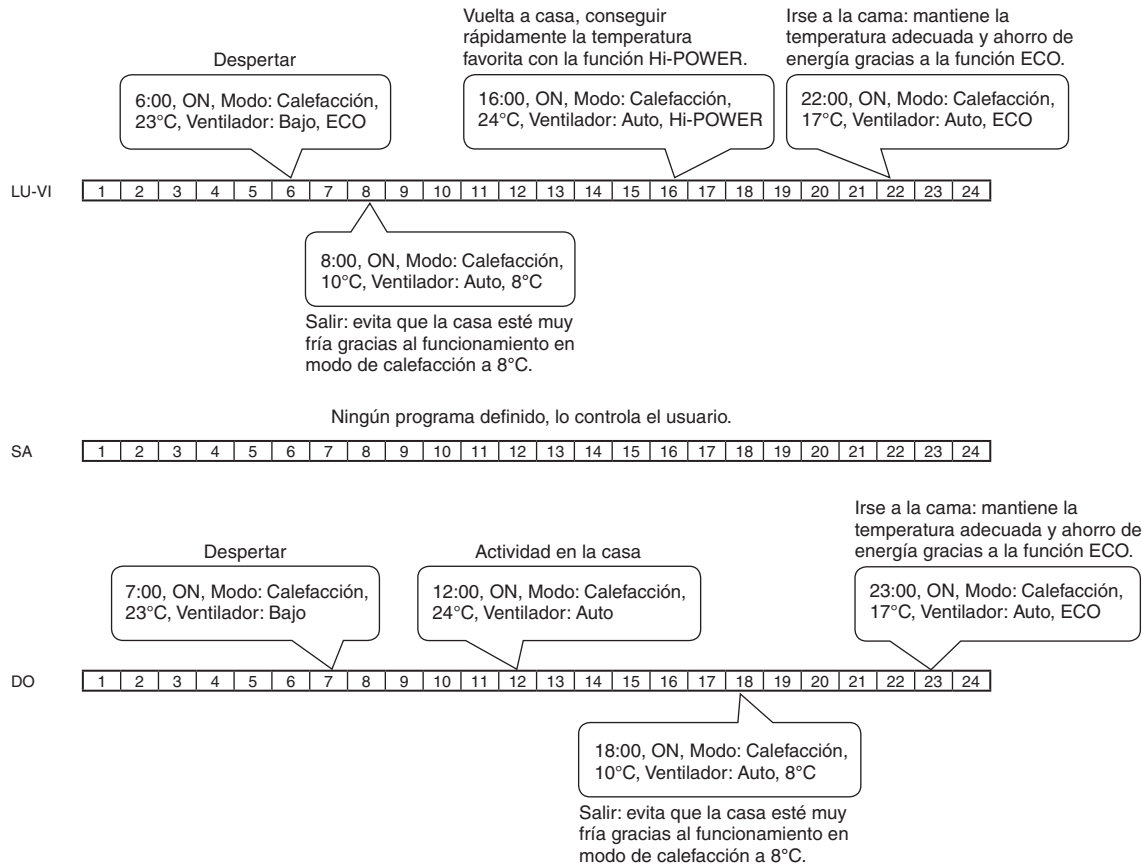 Despertar
6:00, ON, Modo: Calefacción,
23°C, Ventilador: Bajo, ECO
Vuelta a casa, conseguir
rápidamente la temperatura
favorita con la función Hi-POWER.
16:00, ON, Modo: Calefacción,
24°C, Ventilador: Auto, Hi-POWER
Irse a la cama: mantiene la
temperatura adecuada y ahorro de
energía gracias a la función ECO.
22:00, ON, Modo: Calefacción,
17°C, Ventilador: Auto, ECO
LU-VI 1 2 3 4 5 6 7 8 9 10 11 12 13 14 15 16 17 18 19 20 21 22 23 24
8:00, ON, Modo: Calefacción,
10°C, Ventilador: Auto, 8°C
Salir: evita que la casa esté muy
fría gracias al funcionamiento en
modo de calefacción a 8°C.
Ningún programa definido, lo controla el usuario.
SA 1 2 3 4 5 6 7 8 9 10 11 12 13 14 15 16 17 18 19 20 21 22 23 24
Despertar
7:00, ON, Modo: Calefacción,
23°C, Ventilador: Bajo
Actividad en la casa
12:00, ON, Modo: Calefacción,
24°C, Ventilador: Auto
Irse a la cama: mantiene la
temperatura adecuada y ahorro de
energía gracias a la función ECO.
23:00, ON, Modo: Calefacción,
17°C, Ventilador: Auto, ECO
DO 1 2 3 4 5 6 7 8 9 10 11 12 13 14 15 16 17 18 19 20 21 22 23 24
18:00, ON, Modo: Calefacción,
10°C, Ventilador: Auto, 8°C
Salir: evita que la casa esté muy
fría gracias al funcionamiento en
modo de calefacción a 8°C.